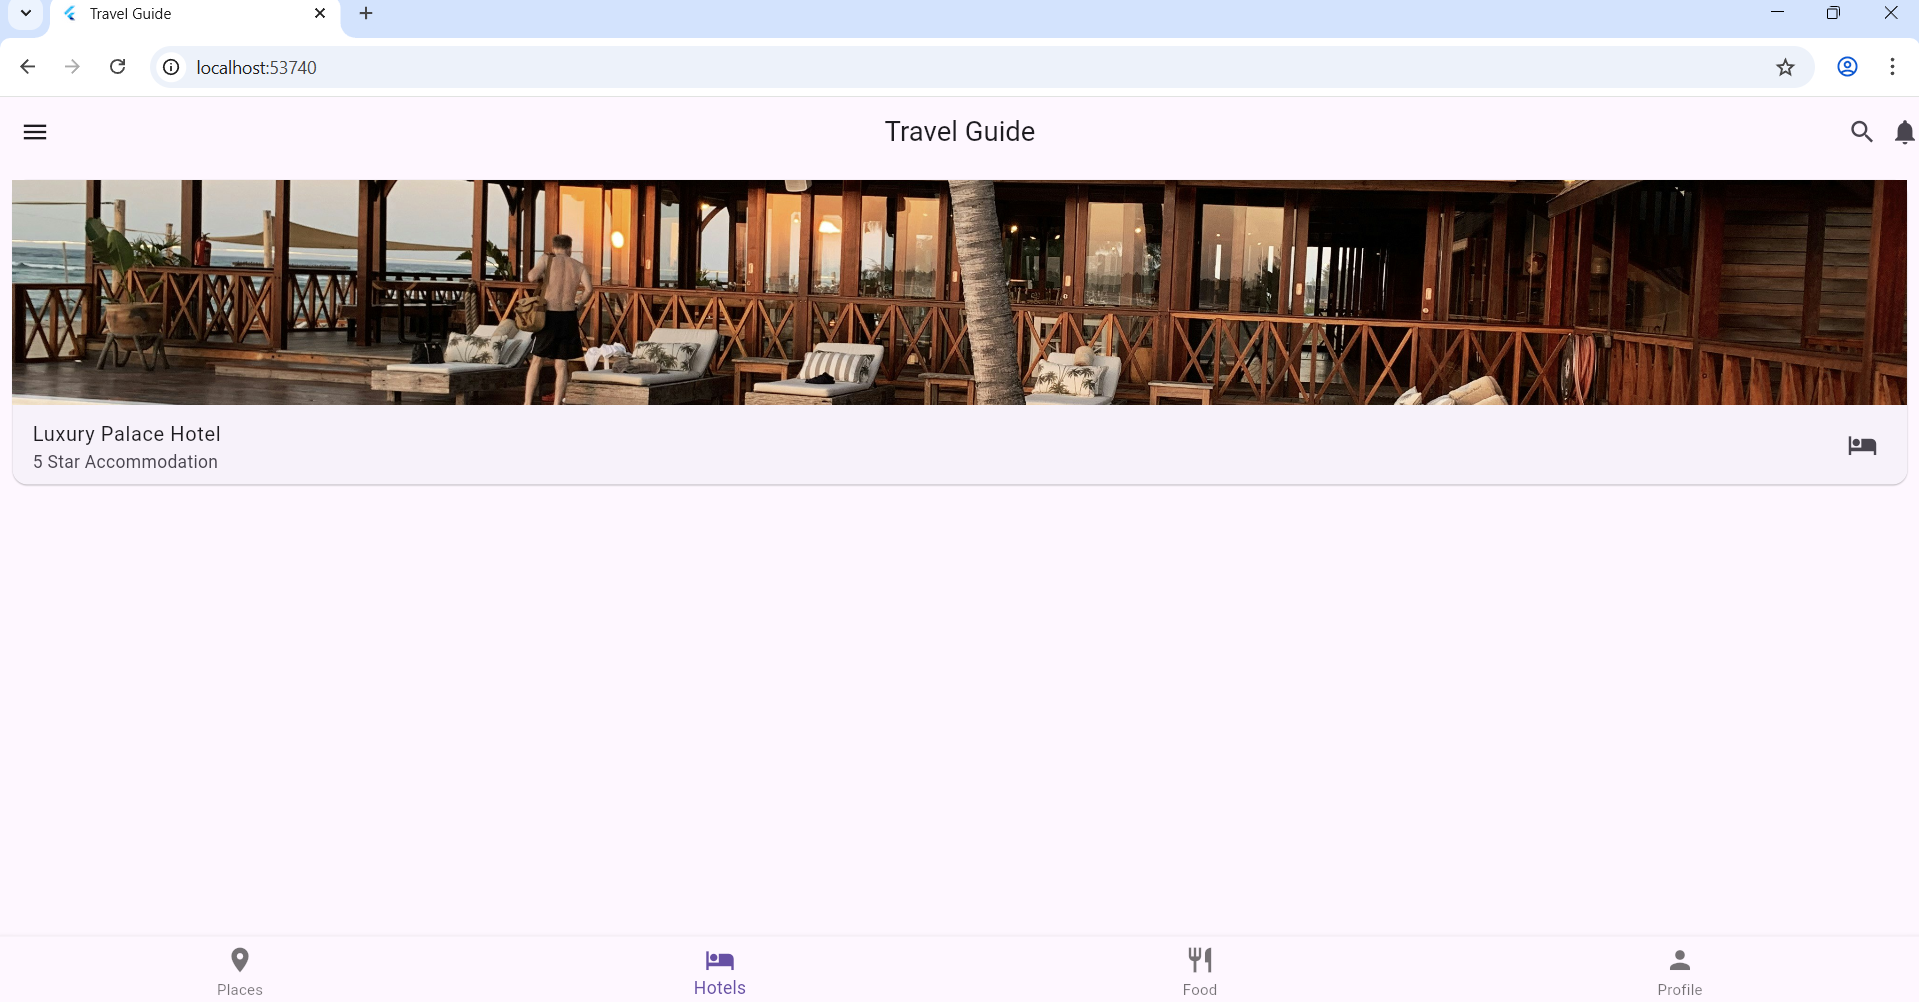 Travel Guide
localhost:53740
Travel Guide
Luxury Palace Hotel
5 Star Accommodation
Places
Hotels
Food
Profile